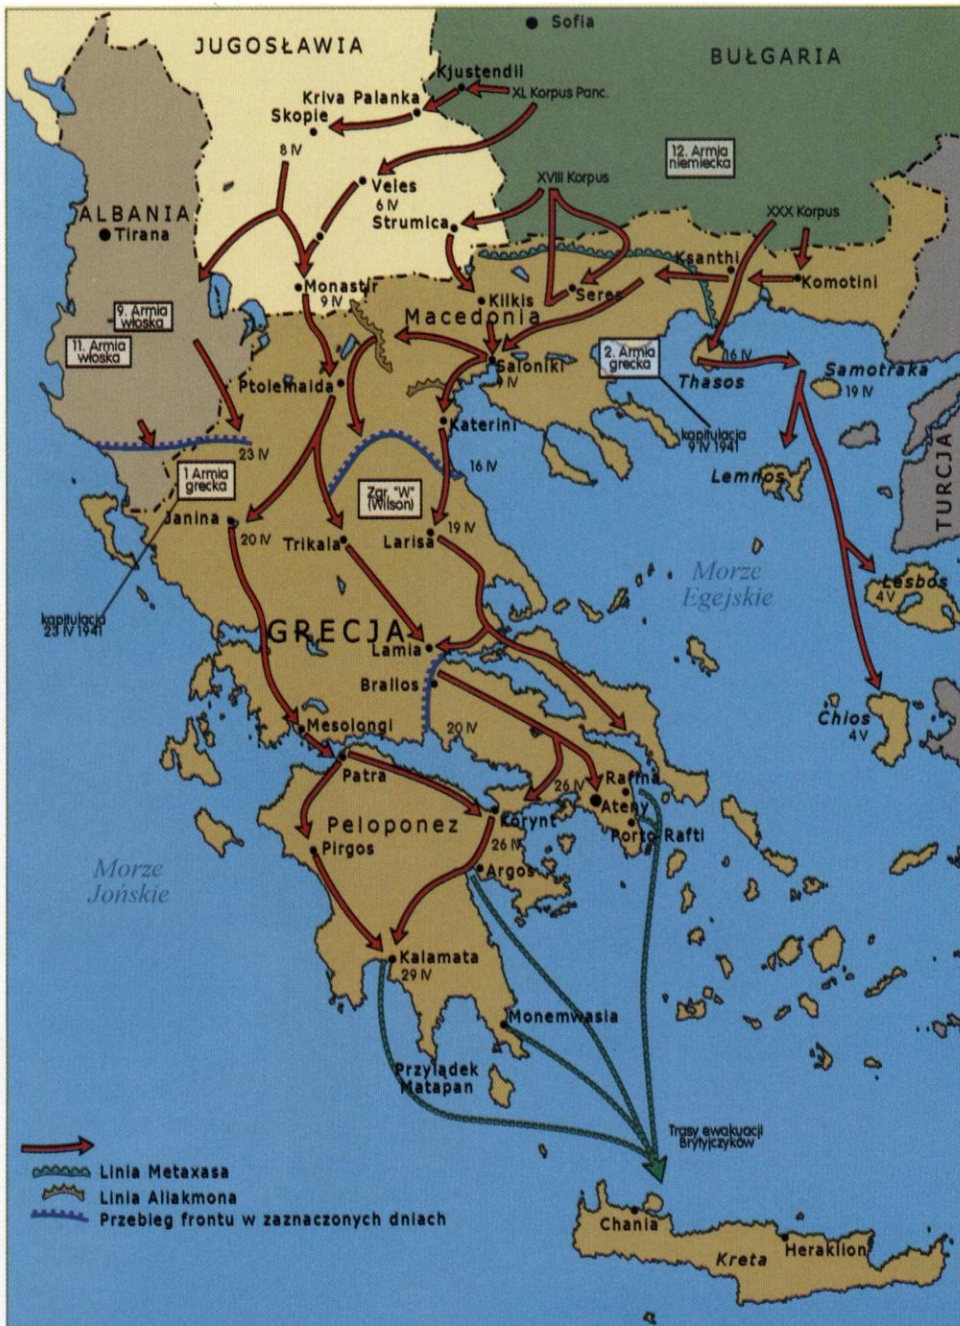 Sofia
JUGOSŁAWIA
BUŁGARIA
Kjustendil
XL Korpus Panc.
Kriva Palanka
Skopie
8 IV
12. Armia
niemiecka
XVIII Korpus
Veles
6 IV
ALBANIA
Tirana
Strumica
XXX Korpus
Ksanthi
Komotini
Monastir
9 IV
Kilkis
Seres
Macedonia
9. Armia
włoska
11. Armia
włoska
Saloniki
9 IV
2. Armia
grecka
16 IV
Thasos
Samotraka
19 IV
Ptolemaida
Katerini
kapitulacja
9 IV 1941
TURCJA
23 IV
16 IV
1 Armia
grecka
Zgr. "W"
(Wilson)
Lemnos
Janina
20 IV
Trikala
Larisa
19 IV
Morze
Egejskie
Lesbos
4 V
kapitulacja
23 IV 1941
GRECJA
Lamia
Brallos
20 IV
Chios
4 V
Mesolongi
Patra
26 IV
Rafina
Ateny
Korynt
Porto Rafti
Peloponez
Pirgos
26 IV
Argos
Morze
Jońskie
Kalamata
29 IV
Monemwasia
Przylądek
Matapan
Trasy ewakuacji
Brytyjczyków
Linia Metaxasa
Linia Aliakmona
Przebieg frontu w zaznaczonych dniach
Chania
Kreta
Heraklion